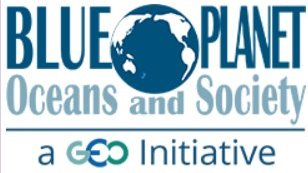 BLUE PLANET
Oceans and Society
a GEO Initiative